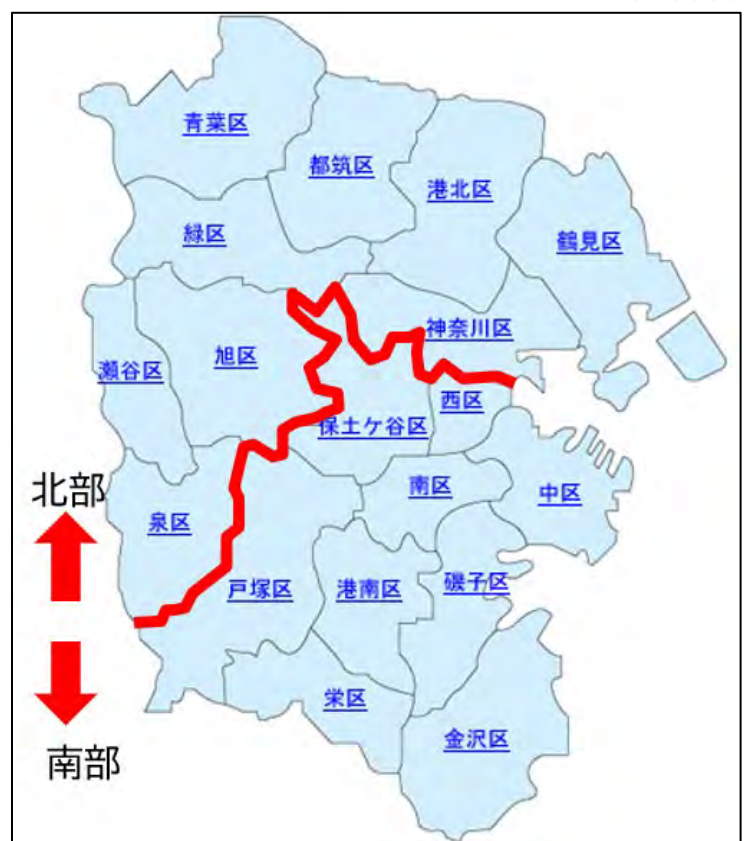 青葉区
都筑区
港北区
緑区
鶴見区
神奈川区
旭区
瀬谷区
西区
保土ケ谷区
北部
南区
中区
泉区
戸塚区
港南区
磯子区
栄区
金沢区
南部